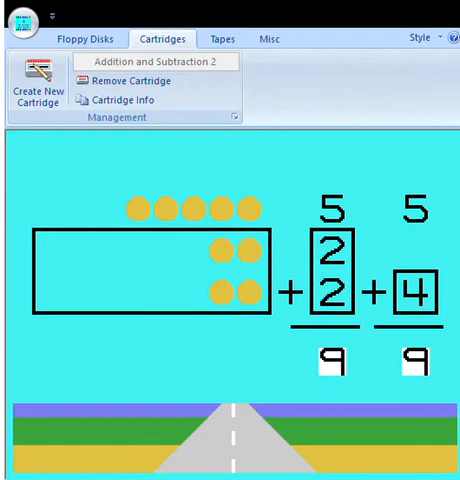 Floppy Disks Cartridges Tapes Misc Style
Create New Cartridge
Addition and Subtraction 2
Remove Cartridge
Cartridge Info
Management
5 5
2
+ 2 + 4
9 9